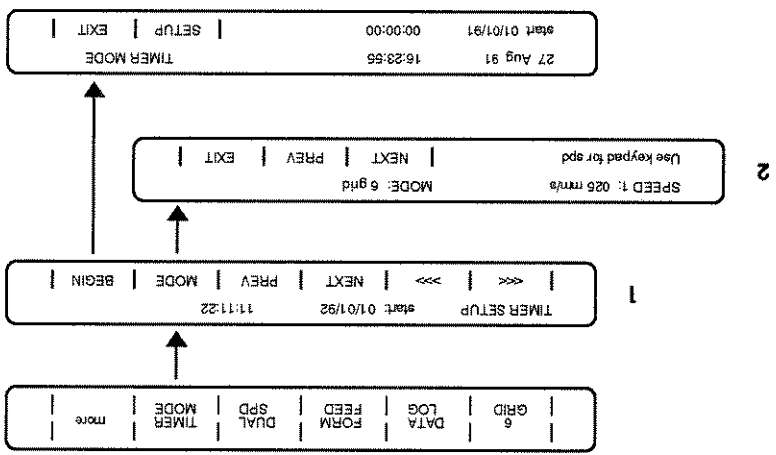 | 6 | DATA | FORM | DUAL | TIMER | more |
| GRID | LOG | FEED | SPD | MODE | |
1
TIMER SETUP start: 01/01/92 11:11:22
| <<< | >>> | NEXT | PREV | MODE | BEGIN |
2
SPEED 1: 025 mm/s MODE: 6 grid
Use keypad for spd | NEXT | PREV | EXIT |
27 Aug 91 16:23:55 TIMER MODE
start 01/01/91 00:00:00 | SETUP | EXIT |